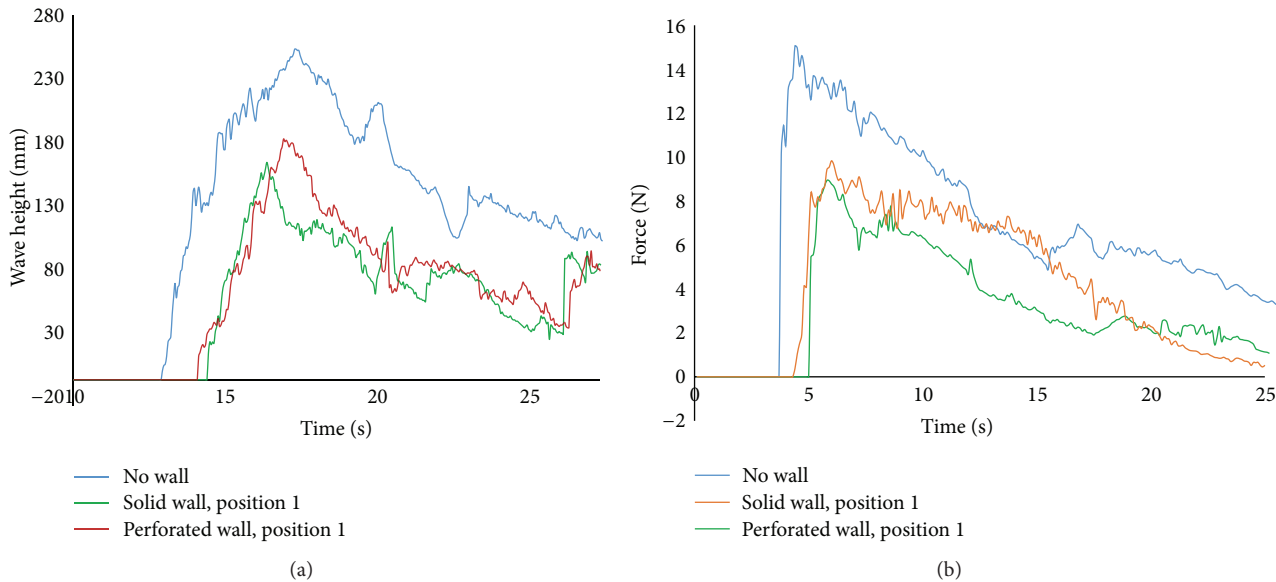 280
230
180
130
80
30
−20
Wave height (mm)
10
15
20
25
Time (s)
No wall
Solid wall, position 1
Perforated wall, position 1
(a)
16
14
12
10
8
6
4
2
0
−2
Force (N)
0
5
10
15
20
25
Time (s)
No wall
Solid wall, position 1
Perforated wall, position 1
(b)